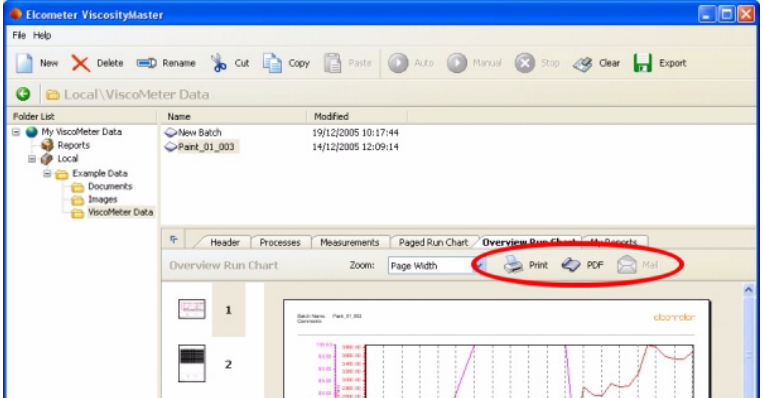 Elcometer ViscosityMaster
File Help
New Delete Rename Cut Copy Paste Auto Manual Stop Clear Export
Local\ViscoMeter Data
Folder List Name Modified
My ViscoMeter Data New Batch 19/12/2005 10:17:44
Reports Paint_01_003 14/12/2005 12:09:14
Local
Example Data
Documents
Images
ViscoMeter Data
Header Processes Measurements Paged Run Chart Overview Run Chart My Reports
Overview Run Chart Zoom: Page Width Print PDF Mail
1
Batch Name: Paint_01_003 elcometer
Comments:
2